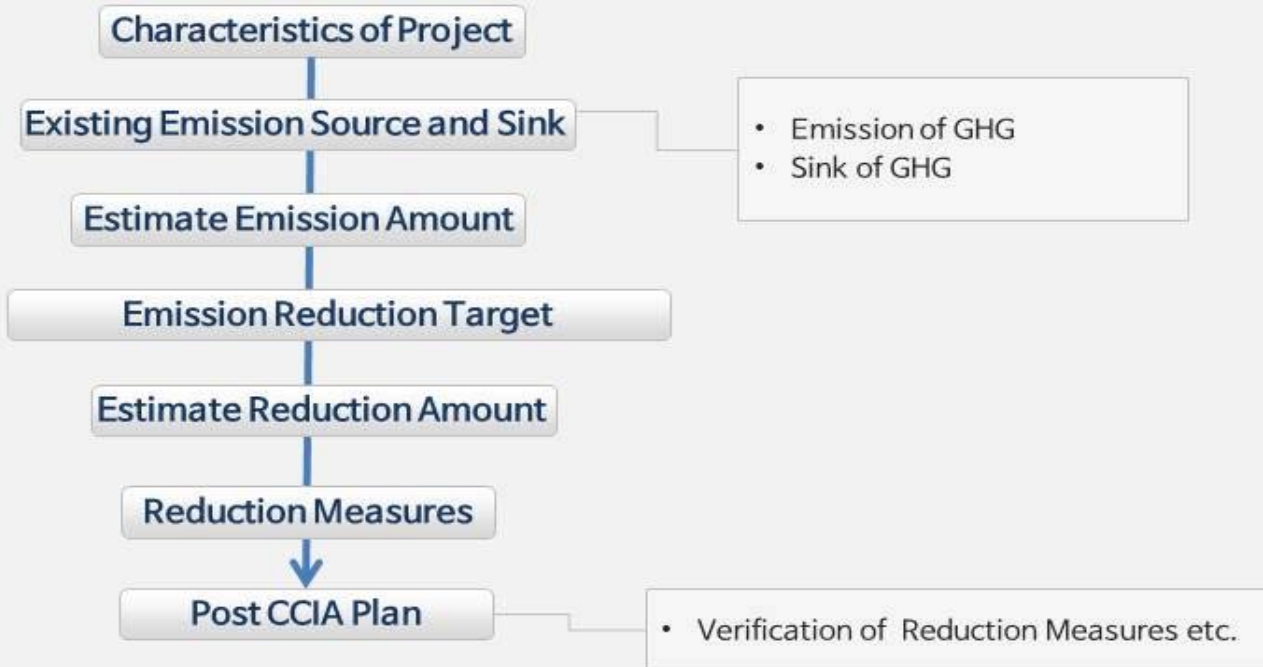 Characteristics of Project
Existing Emission Source and Sink
• Emission of GHG
• Sink of GHG
Estimate Emission Amount
Emission Reduction Target
Estimate Reduction Amount
Reduction Measures
Post CCIA Plan
• Verification of Reduction Measures etc.